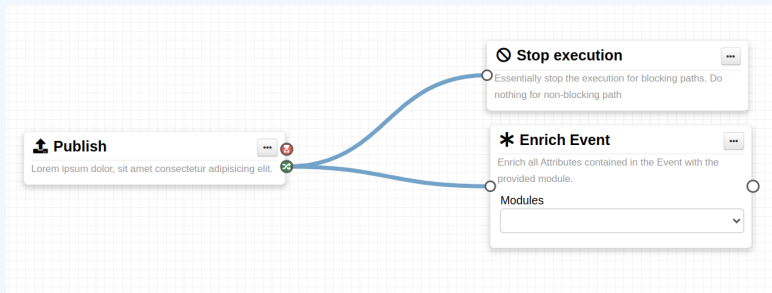 Stop execution
Essentially stop the execution for blocking paths. Do
nothing for non-blocking path
Publish
Lorem ipsum dolor, sit amet consectetur adipisicing elit.
Enrich Event
Enrich all Attributes contained in the Event with the
provided module.
Modules